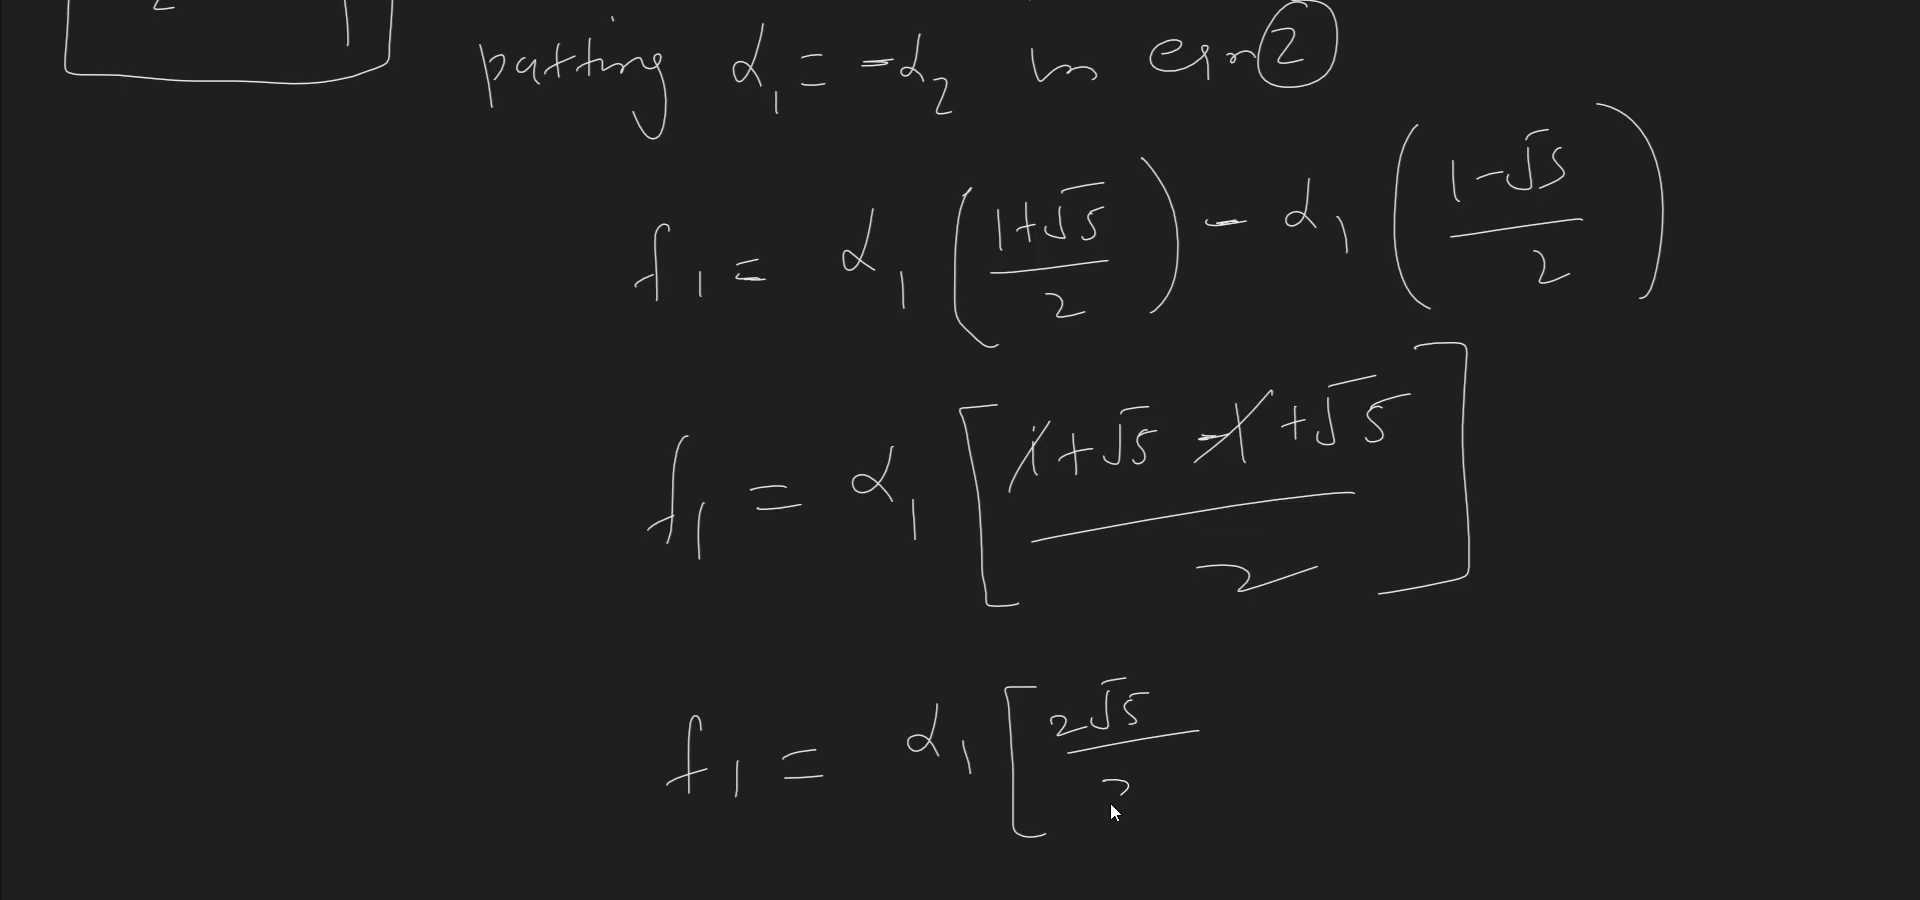 putting α₁ = -α₂ in eqn ②
f₁ = α₁ ( (1+√5)/2 ) - α₁ ( (1-√5)/2 )
f₁ = α₁ [ (1+√5 -1 +√5)/2 ]
f₁ = α₁ [ 2√5/2